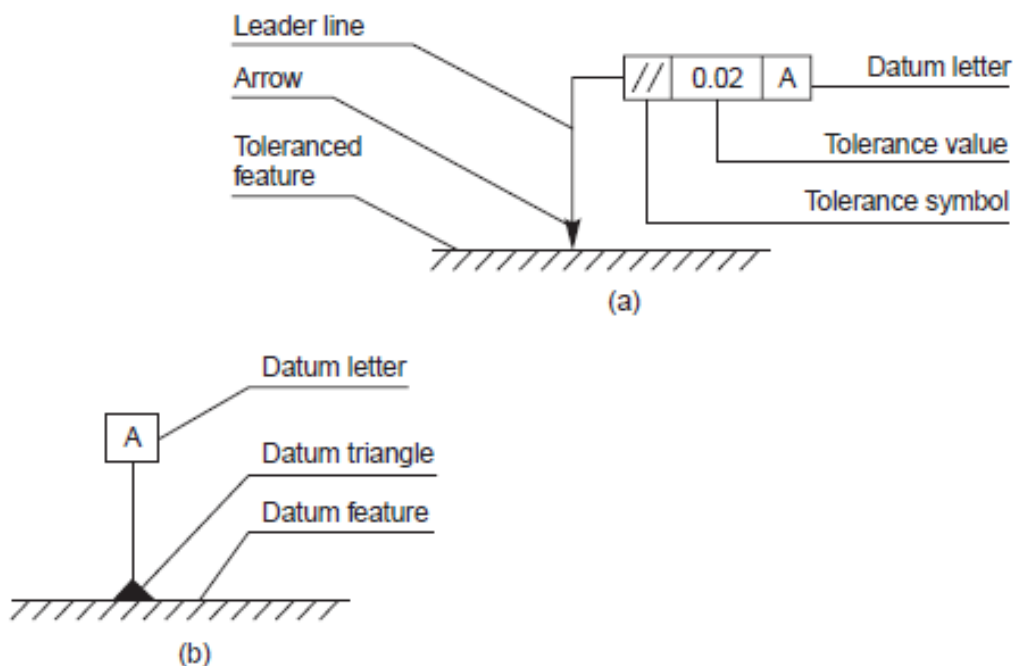 Leader line
Arrow
Toleranced
feature
// 0.02 A
Datum letter
Tolerance value
Tolerance symbol
(a)
Datum letter
A
Datum triangle
Datum feature
(b)